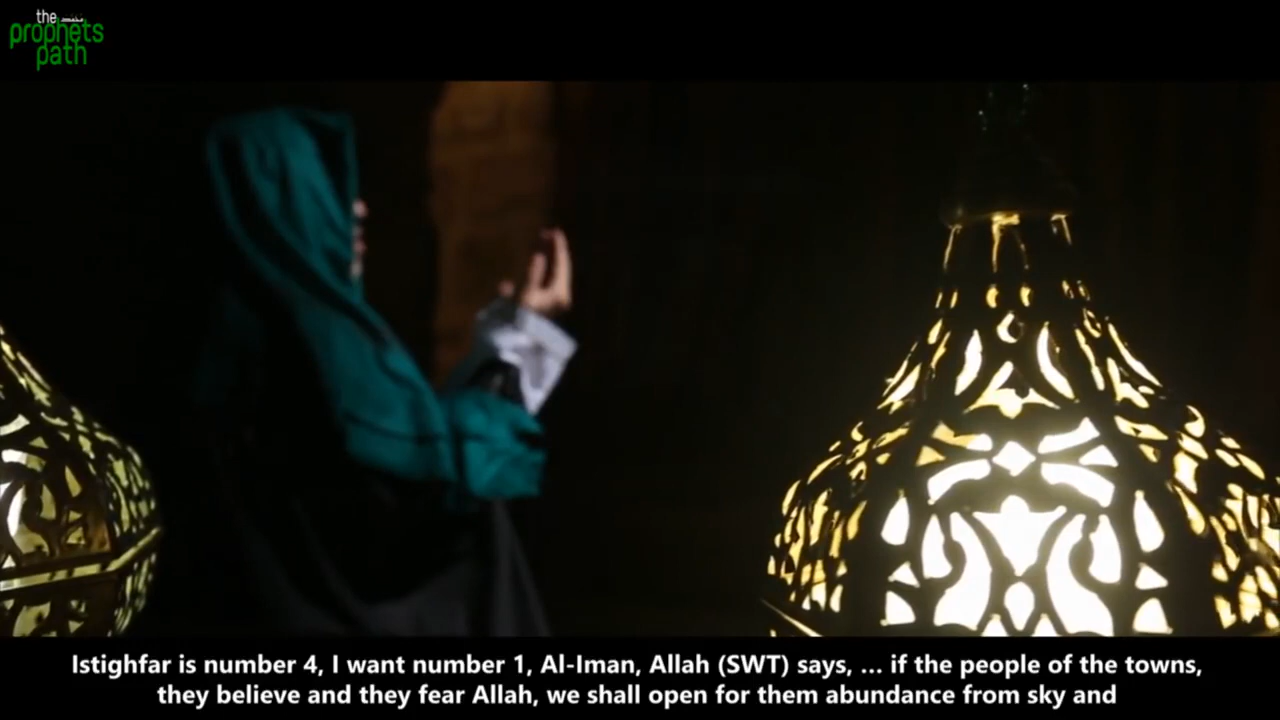 the
prophets
path
Istighfar is number 4, I want number 1, Al-Iman, Allah (SWT) says, ... if the people of the towns,
they believe and they fear Allah, we shall open for them abundance from sky and